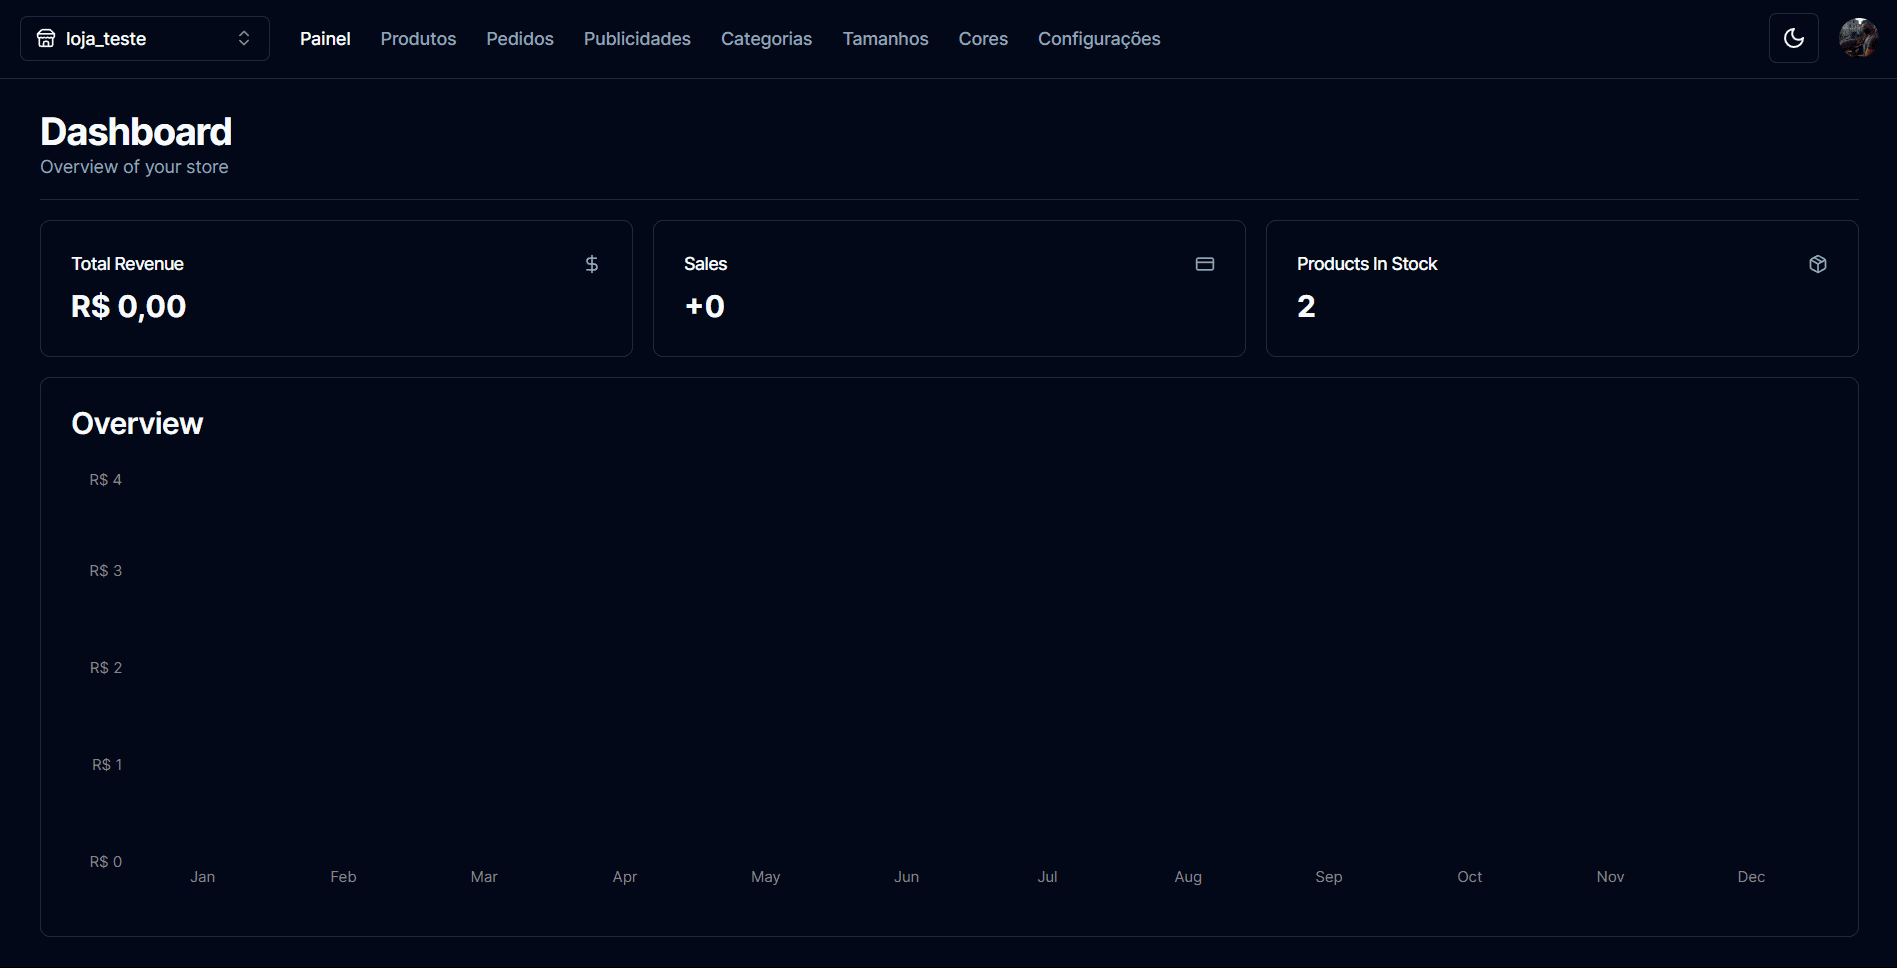 loja_teste
Painel
Produtos
Pedidos
Publicidades
Categorias
Tamanhos
Cores
Configurações
Dashboard
Overview of your store
Total Revenue
$
R$ 0,00
Sales
+0
Products In Stock
2
Overview
R$ 4
R$ 3
R$ 2
R$ 1
R$ 0
Jan
Feb
Mar
Apr
May
Jun
Jul
Aug
Sep
Oct
Nov
Dec